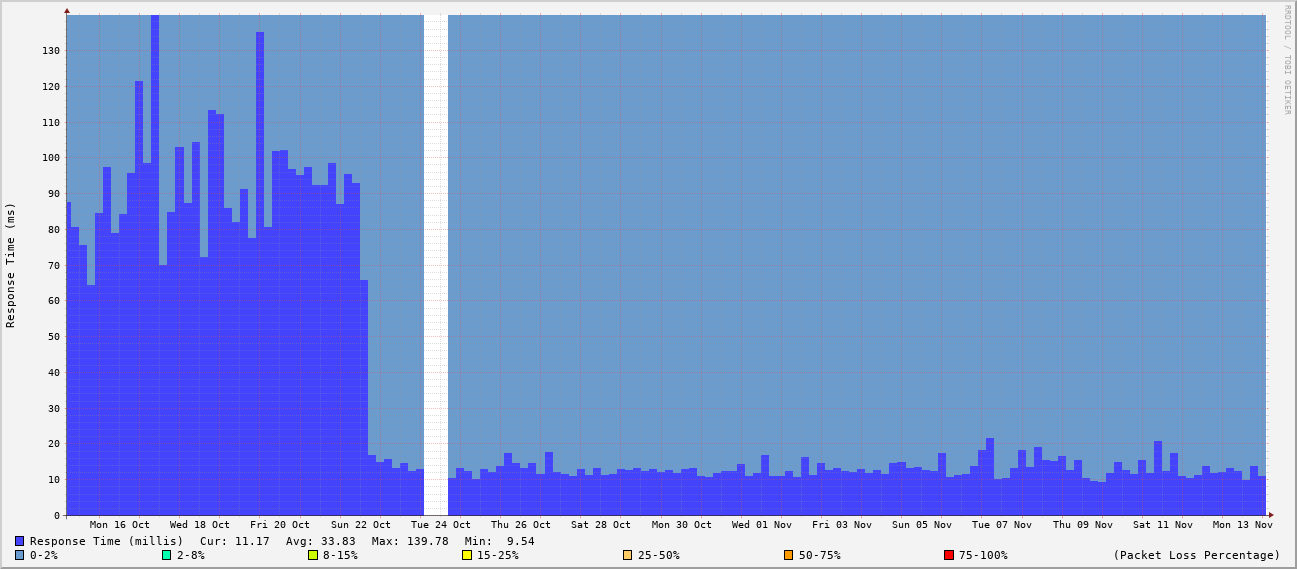 RRDTOOL / TOBI OETIKER
Response Time (ms)
130
120
110
100
90
80
70
60
50
40
30
20
10
0
Mon 16 Oct Wed 18 Oct Fri 20 Oct Sun 22 Oct Tue 24 Oct Thu 26 Oct Sat 28 Oct Mon 30 Oct Wed 01 Nov Fri 03 Nov Sun 05 Nov Tue 07 Nov Thu 09 Nov Sat 11 Nov Mon 13 Nov
Response Time (millis) Cur: 11.17 Avg: 33.83 Max: 139.78 Min: 9.54
0-2% 2-8% 8-15% 15-25% 25-50% 50-75% 75-100% (Packet Loss Percentage)